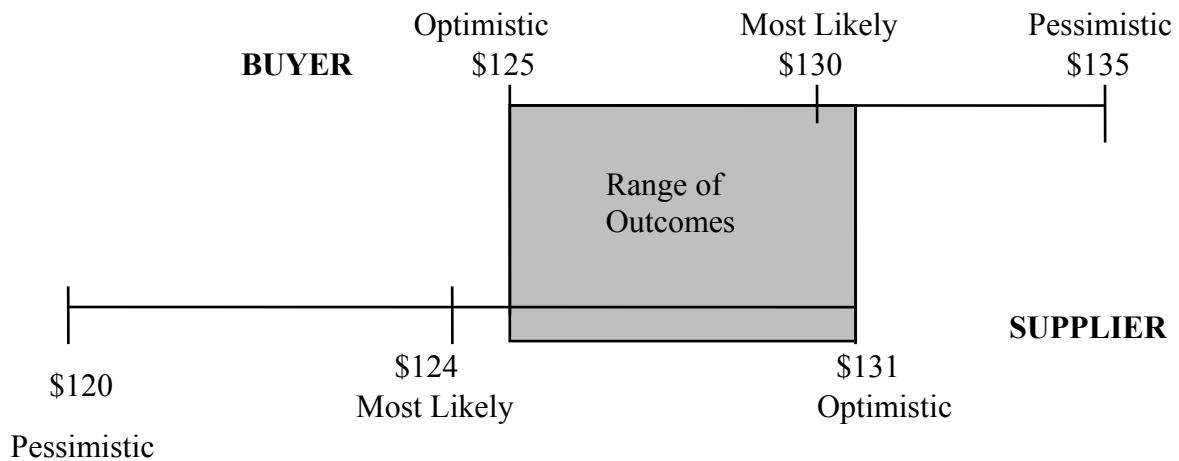 Optimistic Most Likely Pessimistic
BUYER $125 $130 $135
Range of
Outcomes
SUPPLIER
$120 $124 $131
Most Likely Optimistic
Pessimistic